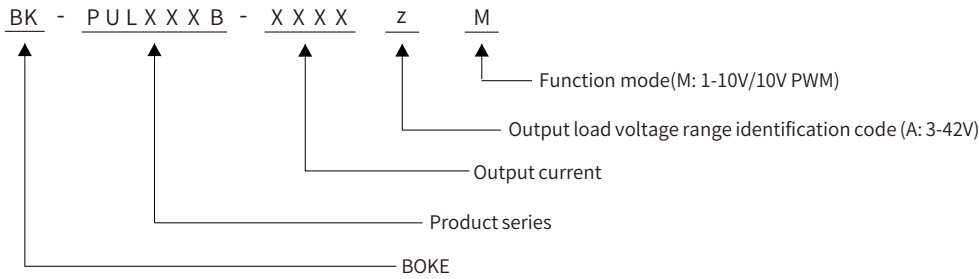 BK - PULXXXB - XXXX z M
Function mode(M: 1-10V/10V PWM)
Output load voltage range identification code (A: 3-42V)
Output current
Product series
BOKE